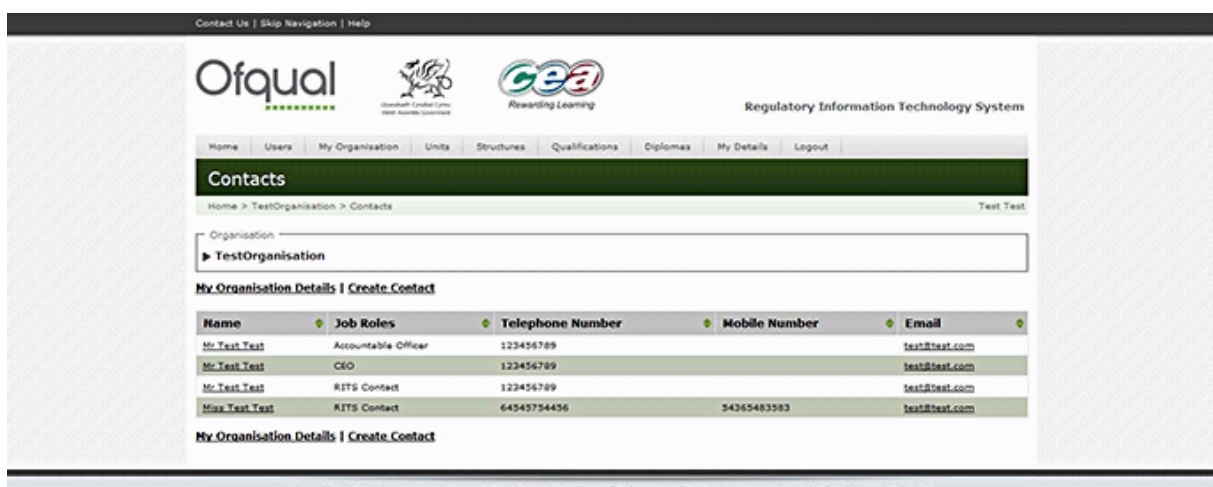 Contact Us | Skip Navigation | Help
Ofqual
cea
Rewarding Learning
Regulatory Information Technology System
Home Users My Organisation Units Structures Qualifications Diplomas My Details Logout
Contacts
Home > TestOrganisation > Contacts Test Test
Organisation
TestOrganisation
My Organisation Details | Create Contact
Name Job Roles Telephone Number Mobile Number Email
Mr Test Test Accountable Officer 123456789 test@test.com
Mr Test Test CEO 123456789 test@test.com
Mr Test Test RITS Contact 123456789 test@test.com
Miss Test Test RITS Contact 64545754456 54365483583 test@test.com
My Organisation Details | Create Contact